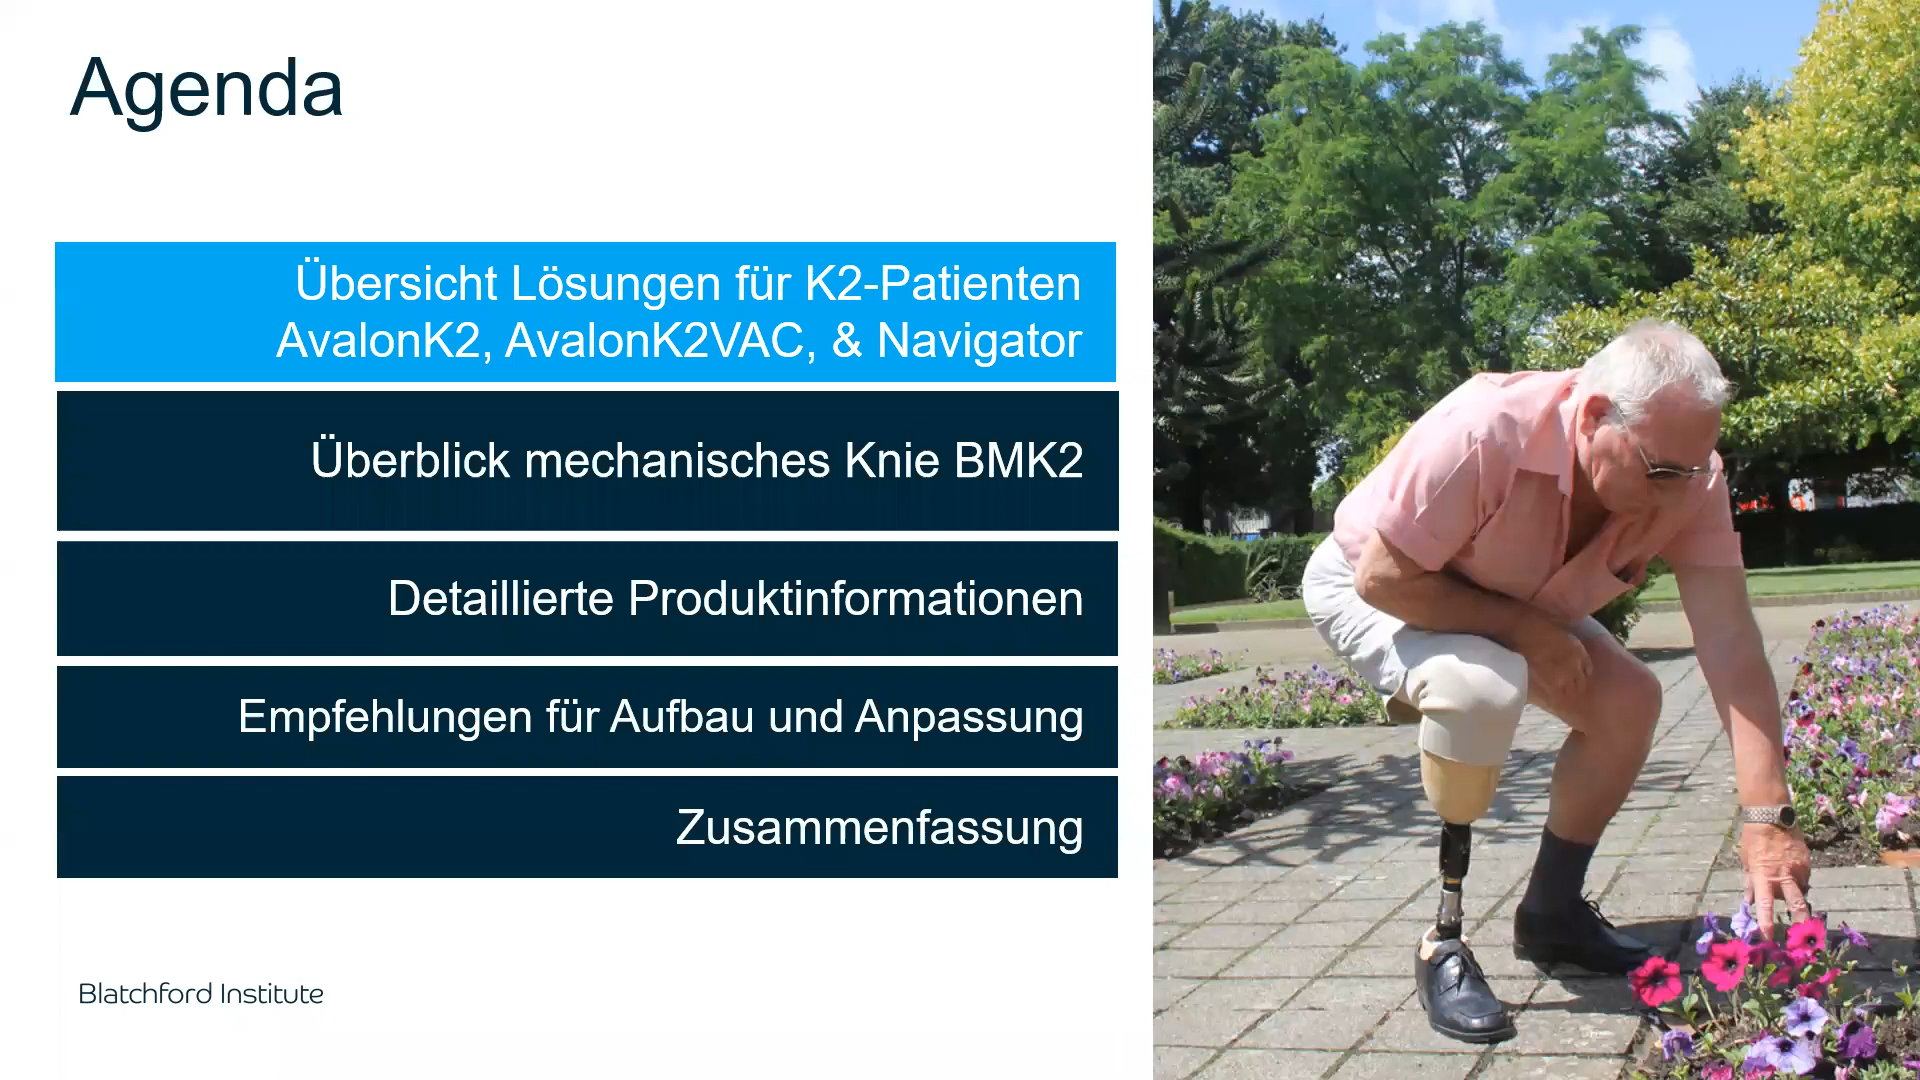 Agenda
Übersicht Lösungen für K2-Patienten
AvalonK2, AvalonK2VAC, & Navigator
Überblick mechanisches Knie BMK2
Detaillierte Produktinformationen
Empfehlungen für Aufbau und Anpassung
Zusammenfassung
Blatchford Institute